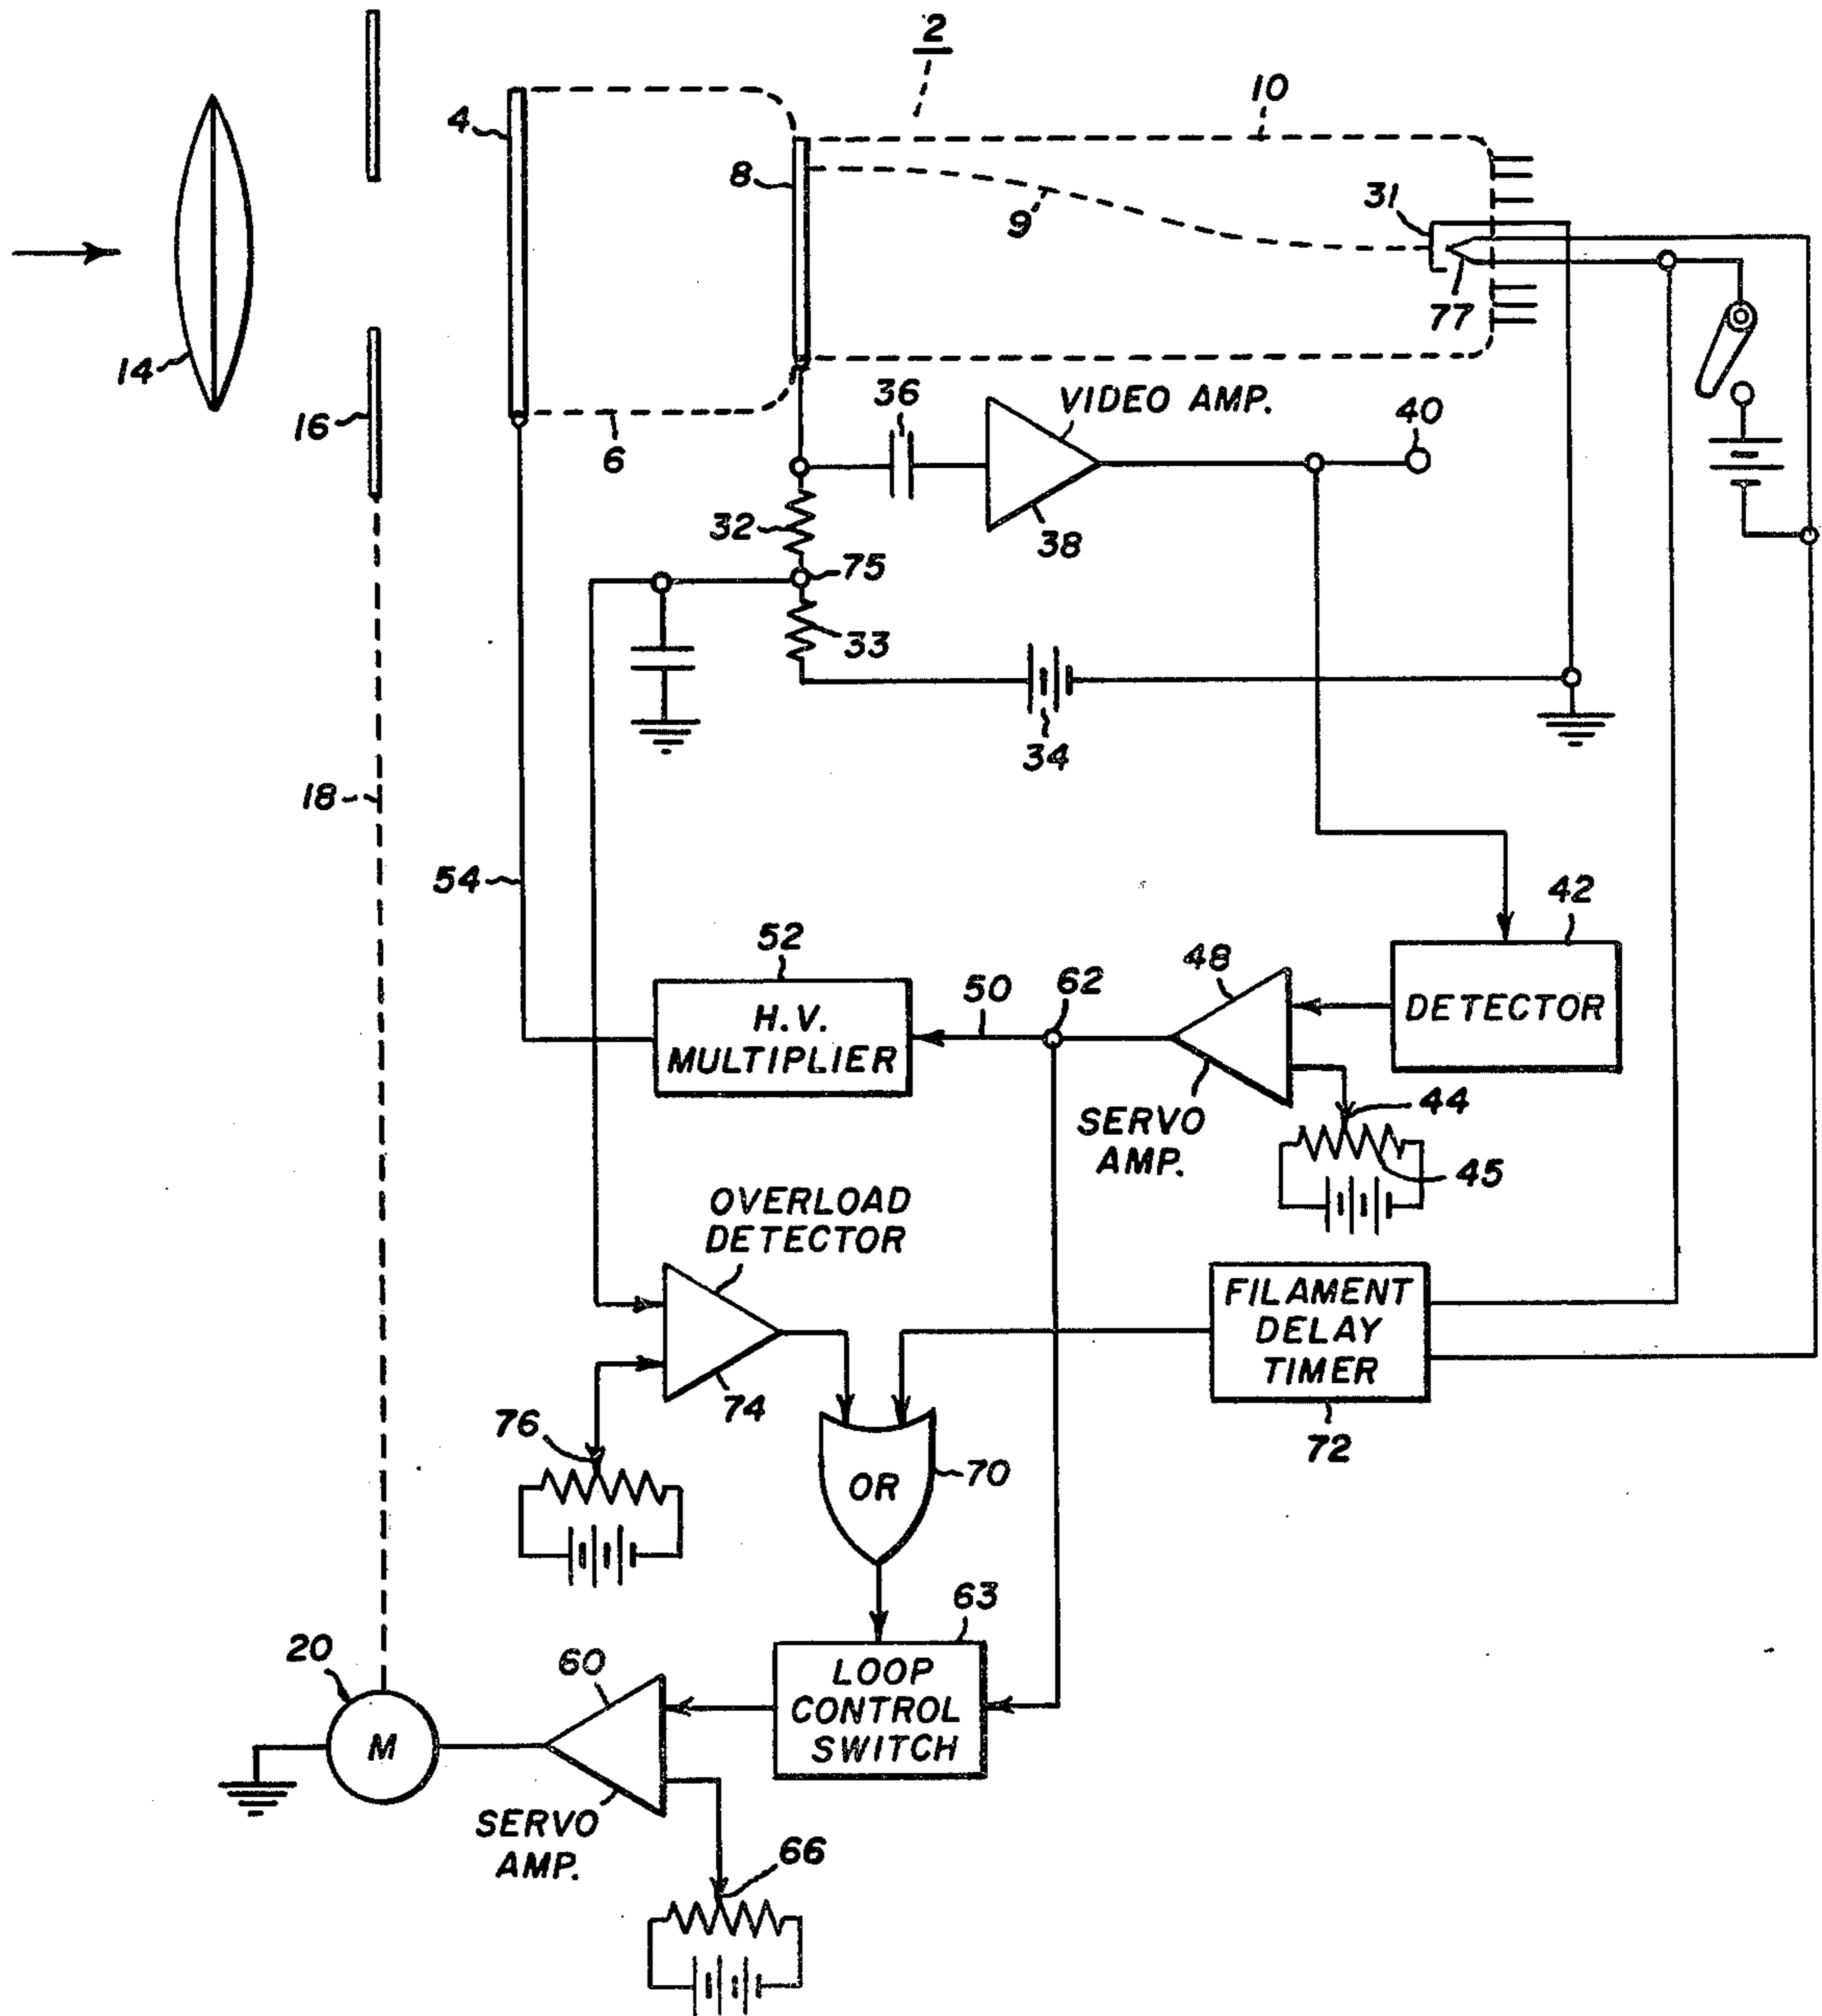 2
10
4
8
9
31
77
14
16
6
36
VIDEO AMP.
40
32
38
75
33
34
18
54
42
52
48
62
50
H.V.
MULTIPLIER
DETECTOR
SERVO
AMP.
44
45
OVERLOAD
DETECTOR
FILAMENT
DELAY
TIMER
74
72
76
OR
70
63
20
60
LOOP
CONTROL
SWITCH
M
SERVO
AMP.
66